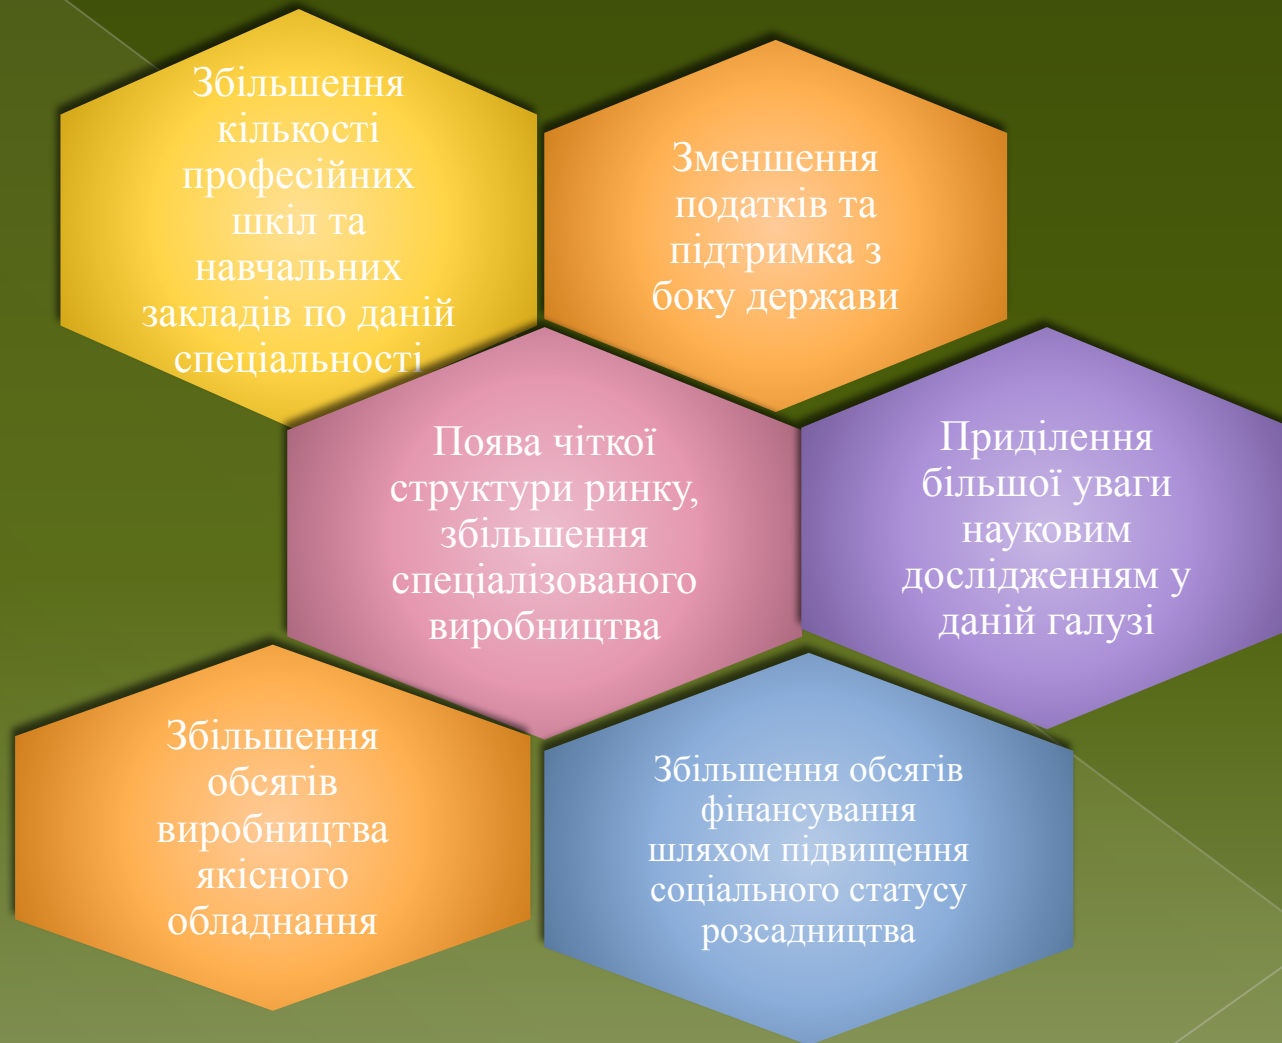 Збільшення
кількості
професійних
шкіл та
навчальних
закладів по даній
спеціальності
Зменшення
податків та
підтримка з
боку держави
Поява чіткої
структури ринку,
збільшення
спеціалізованого
виробництва
Приділення
більшої уваги
науковим
дослідженням у
даній галузі
Збільшення
обсягів
виробництва
якісного
обладнання
Збільшення обсягів
фінансування
шляхом підвищення
соціального статусу
розсадництва